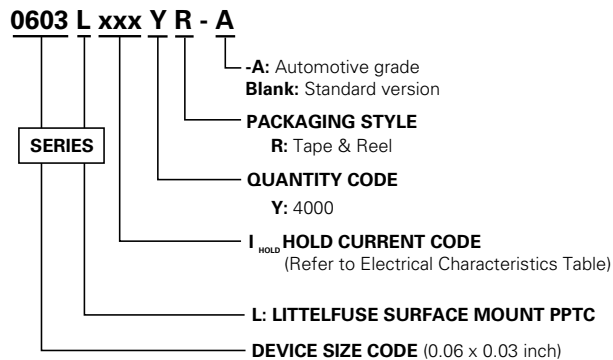 0603 L xxx Y R - A
-A: Automotive grade
Blank: Standard version
PACKAGING STYLE
R: Tape & Reel
SERIES
QUANTITY CODE
Y: 4000
I HOLD HOLD CURRENT CODE
(Refer to Electrical Characteristics Table)
L: LITTELFUSE SURFACE MOUNT PPTC
DEVICE SIZE CODE (0.06 x 0.03 inch)